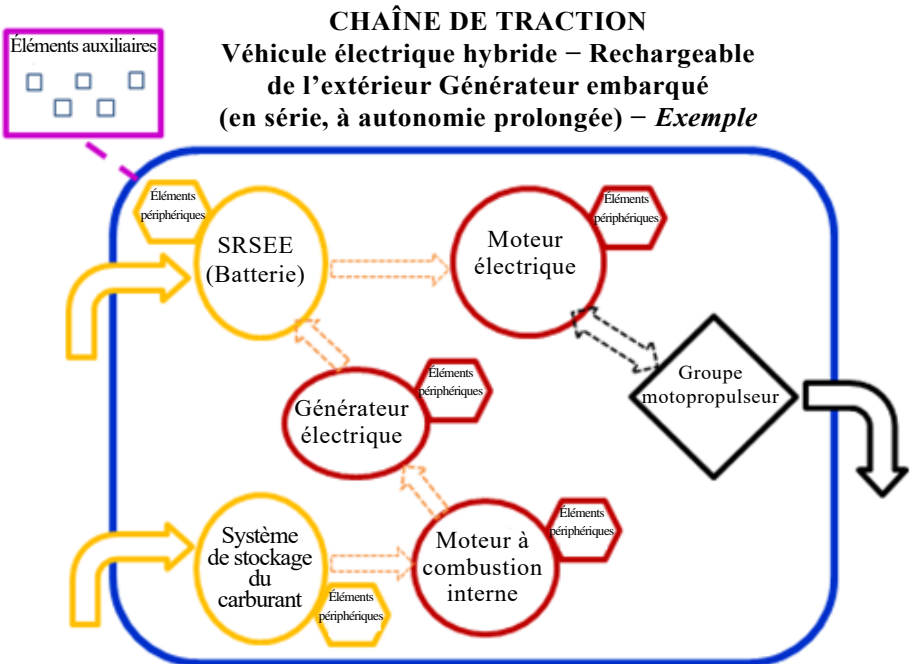 CHAÎNE DE TRACTION
Véhicule électrique hybride − Rechargeable
de l’extérieur Générateur embarqué
(en série, à autonomie prolongée) − Exemple
Éléments auxiliaires
Éléments
périphériques
SRSEE
(Batterie)
Moteur
électrique
Éléments
périphériques
Générateur
électrique
Éléments
périphériques
Groupe
motopropulseur
Système
de stockage
du
carburant
Éléments
périphériques
Moteur à
combustion
interne
Éléments
périphériques